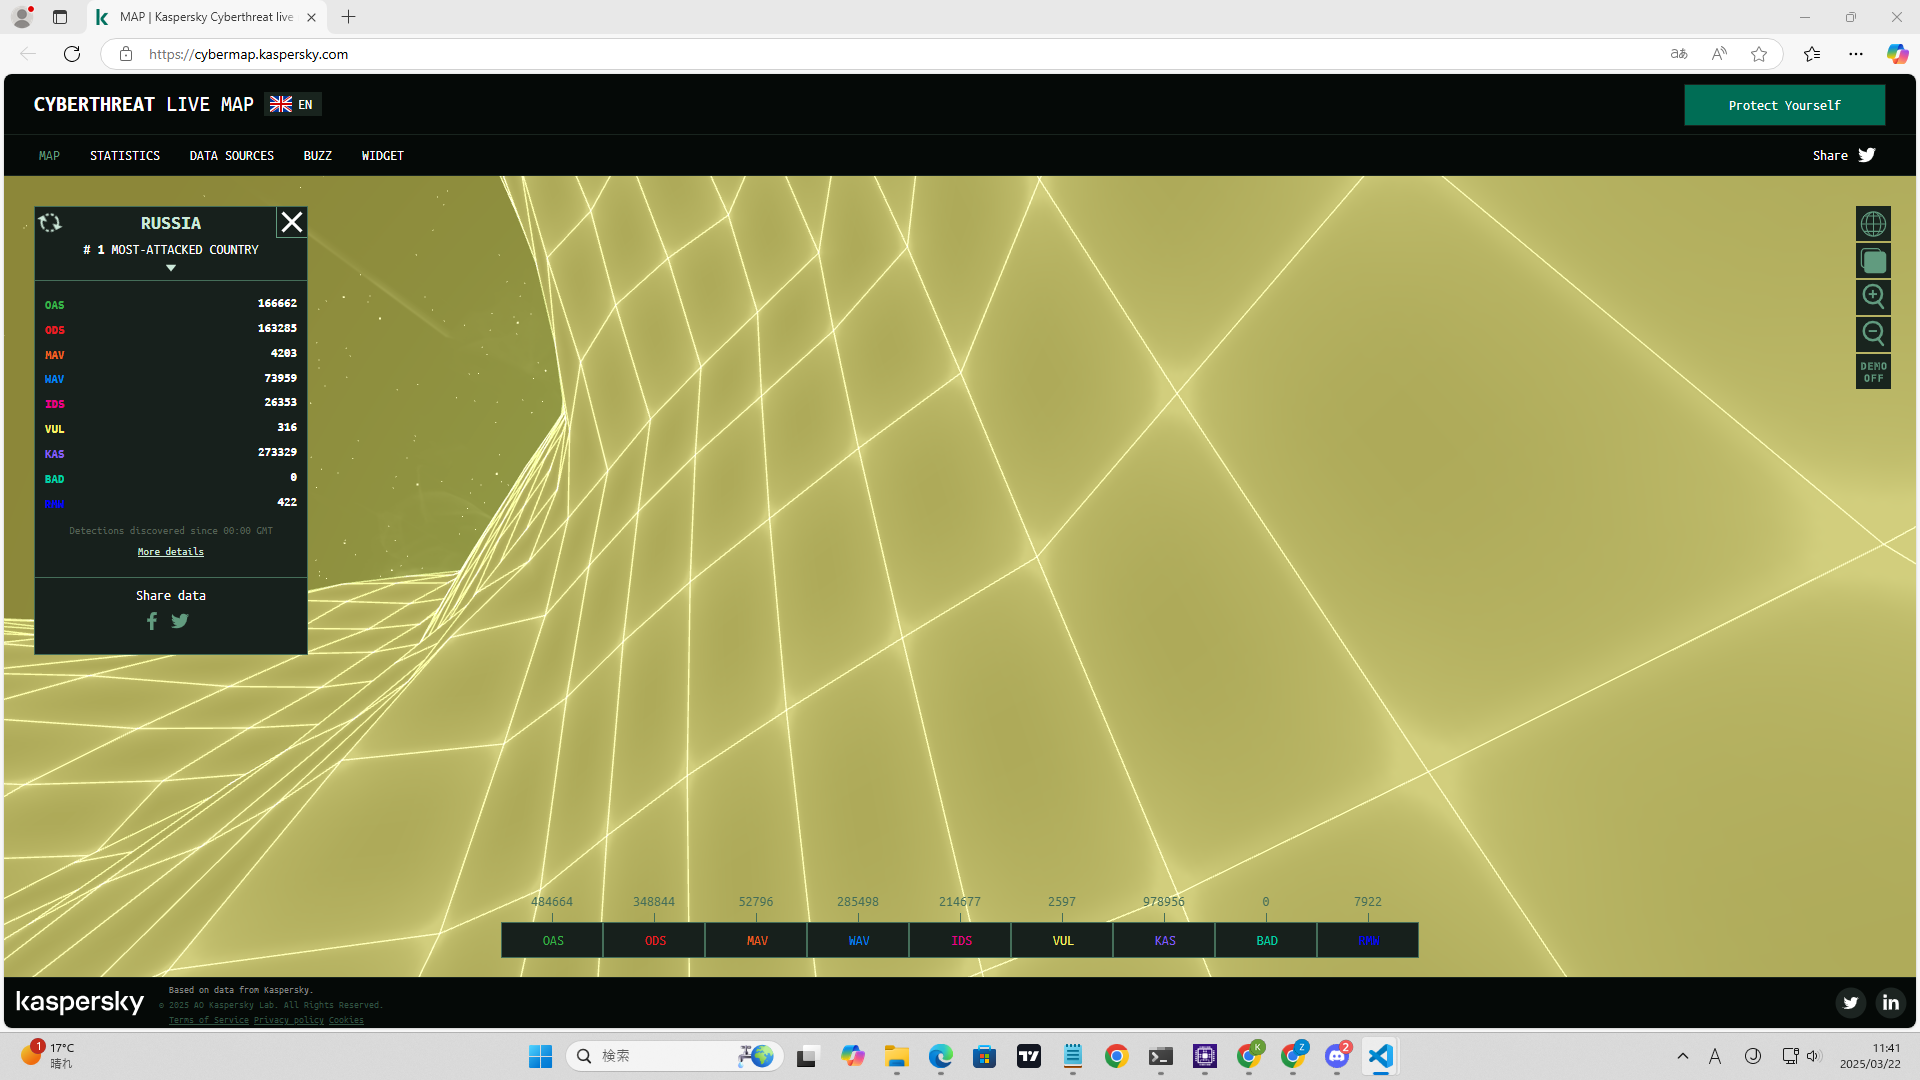 MAP | Kaspersky Cyberthreat live
https://cybermap.kaspersky.com
CYBERTHREAT LIVE MAP
EN
Protect Yourself
MAP
STATISTICS
DATA SOURCES
BUZZ
WIDGET
Share
RUSSIA
# 1 MOST-ATTACKED COUNTRY
OAS 166662
ODS 163285
MAV 4203
WAV 73959
IDS 26353
VUL 316
KAS 273329
BAD 0
RMW 422
Detections discovered since 00:00 GMT
More details
Share data
DEMO
OFF
484664
348844
52796
285498
214677
2597
978956
0
7922
OAS
ODS
MAV
WAV
IDS
VUL
KAS
BAD
RMW
kaspersky
Based on data from Kaspersky.
© 2025 AO Kaspersky Lab. All Rights Reserved.
Terms of Service Privacy policy Cookies
1
17°C
晴れ
検索
K
Z
2
A
11:41
2025/03/22